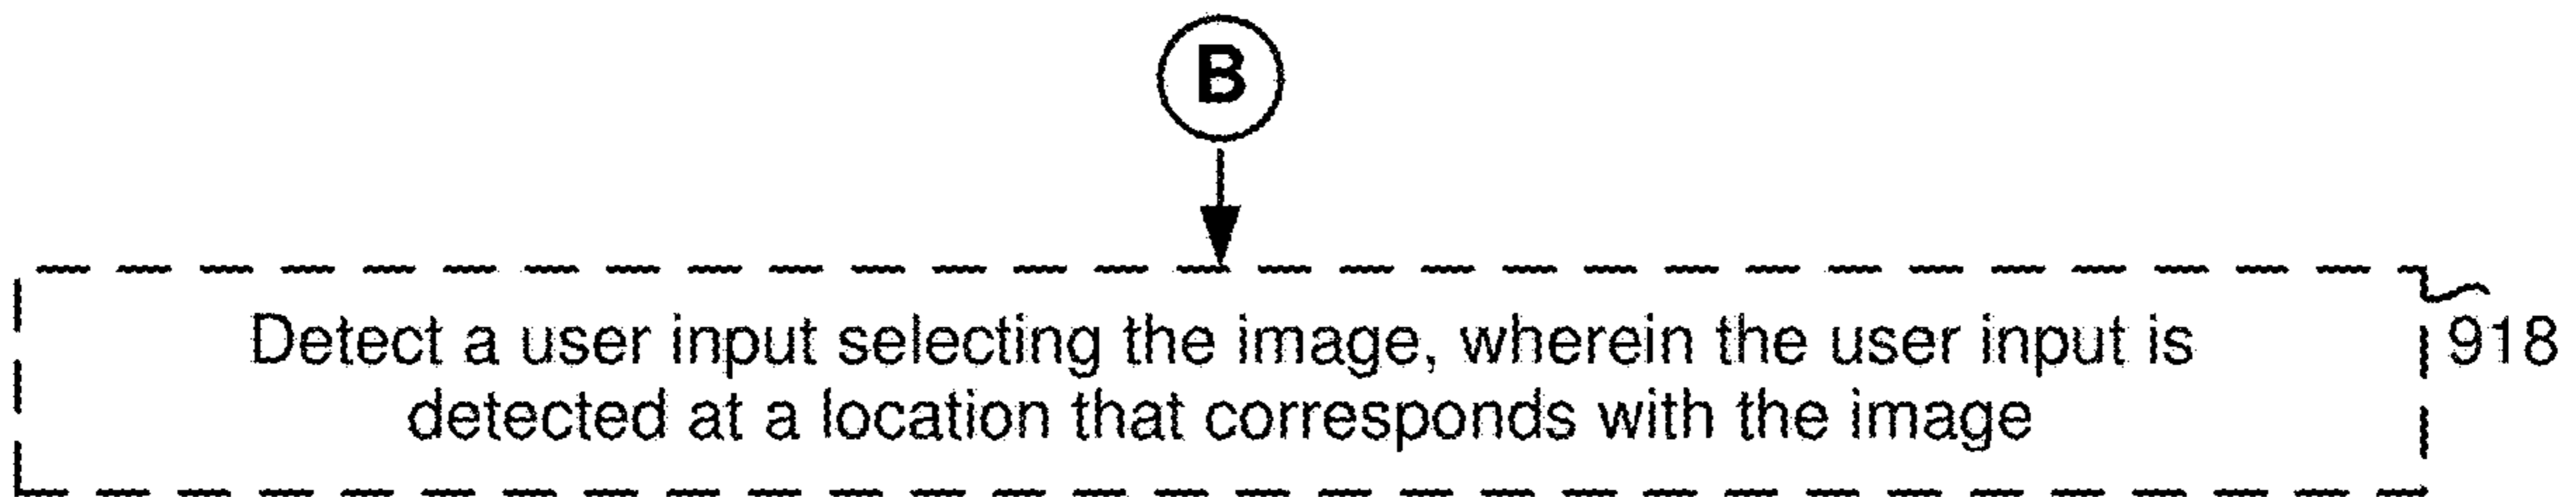 B
Detect a user input selecting the image, wherein the user input is
918
detected at a location that corresponds with the image